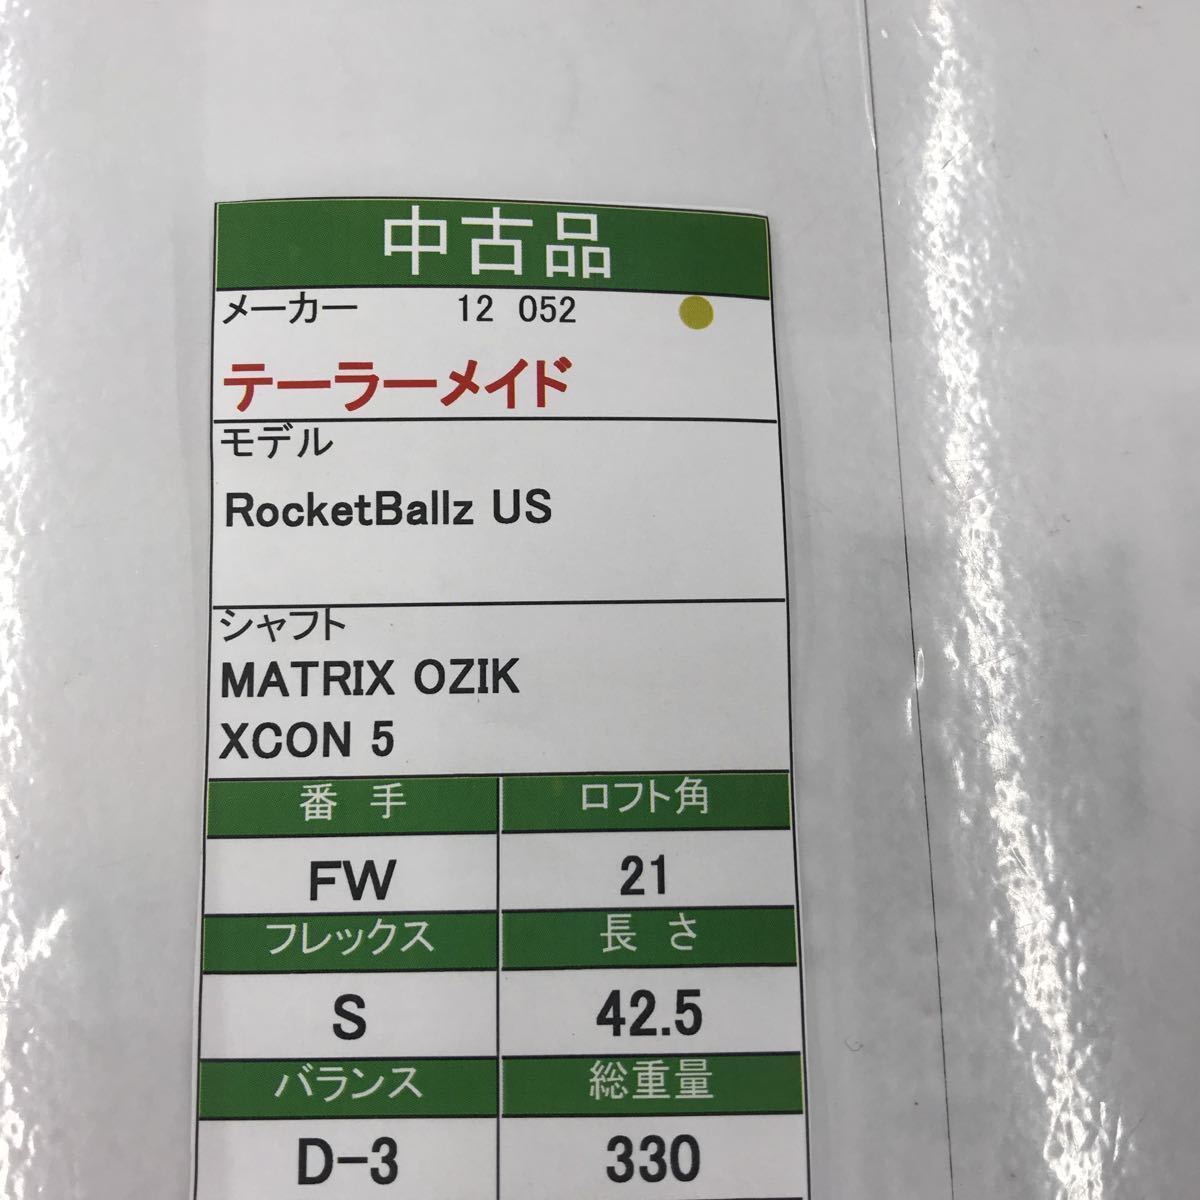 中古品
メーカー 12 052
テーラーメイド
モデル
RocketBallz US
シャフト
MATRIX OZIK
XCON 5
番 手 ロフト角
FW 21
フレックス 長 さ
S 42.5
バランス 総重量
D-3 330